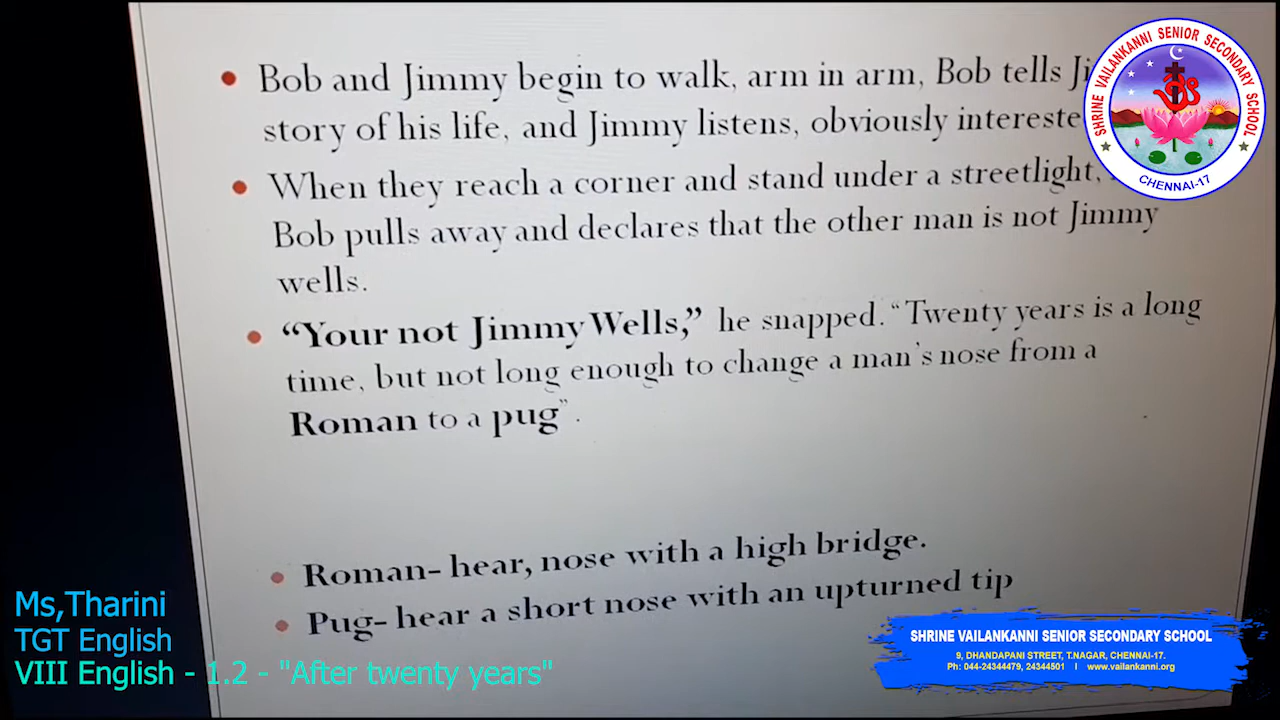 Bob and Jimmy begin to walk, arm in arm, Bob tells
story of his life, and Jimmy listens, obviously
When they reach a corner and stand under a streetlight,
Bob pulls away and declares that the other man is not Jimmy
wells.
“Your not Jimmy Wells,” he snapped. “Twenty years is a long
time, but not long enough to change a man's nose from a
Roman to a pug”.
Roman- hear, nose with a high bridge.
Pug- hear a short nose with an upturned tip
SHRINE VAILANKANNI SENIOR SECONDARY SCHOOL
CHENNAI-17
Ms,Tharini
TGT English
VIII English - 1.2 - "After twenty years"
SHRINE VAILANKANNI SENIOR SECONDARY SCHOOL
9, DHANDAPANI STREET, T.NAGAR, CHENNAI-17.
Ph: 044-24344479, 24344501 I www.vailankanni.org